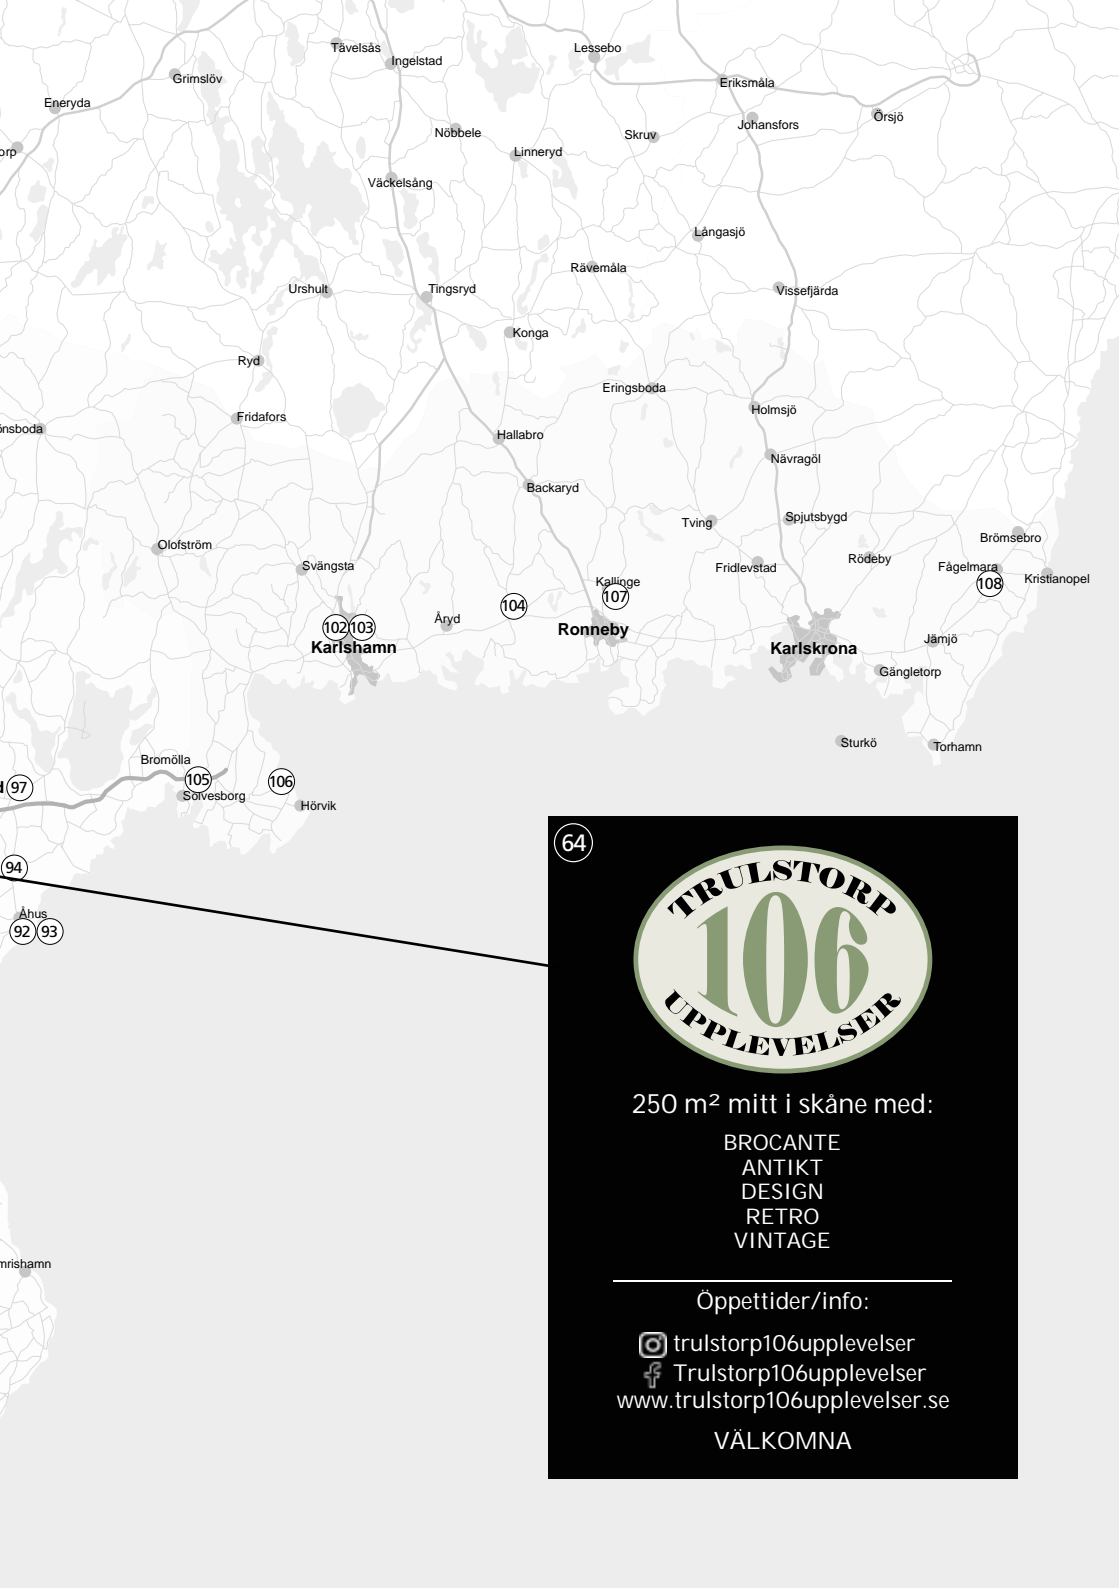 Tävelsås
Lessebo
Ingelstad
Grimslöv
Eriksmåla
Eneryda
Örsjö
Johansfors
Nöbbele
Skruv
orp
Linneryd
Väckelsång
Långasjö
Rävemåla
Urshult
Tingsryd
Vissefjärda
Konga
Ryd
Eringsboda
Holmsjö
Fridafors
önsboda
Hallabro
Nävragöl
Backaryd
Tving
Spjutsbygd
Brömsebro
Olofström
Rödeby
Svängsta
Fridlevstad
Fågelmara
Kristianopel
Kallinge
108
107
104
Åryd
102
103
Ronneby
Karlshamn
Karlskrona
Jämjö
Gängletorp
Sturkö
Torhamn
Bromölla
105
106
d
97
Sölvesborg
Hörvik
94
Åhus
92
93
mrishamn
64
TRULSTORP
106
UPPLEVELSER
250 m² mitt i skåne med:
BROCANTE
ANTIKT
DESIGN
RETRO
VINTAGE
Öppettider/info:
trulstorp106upplevelser
Trulstorp106upplevelser
www.trulstorp106upplevelser.se
VÄLKOMNA